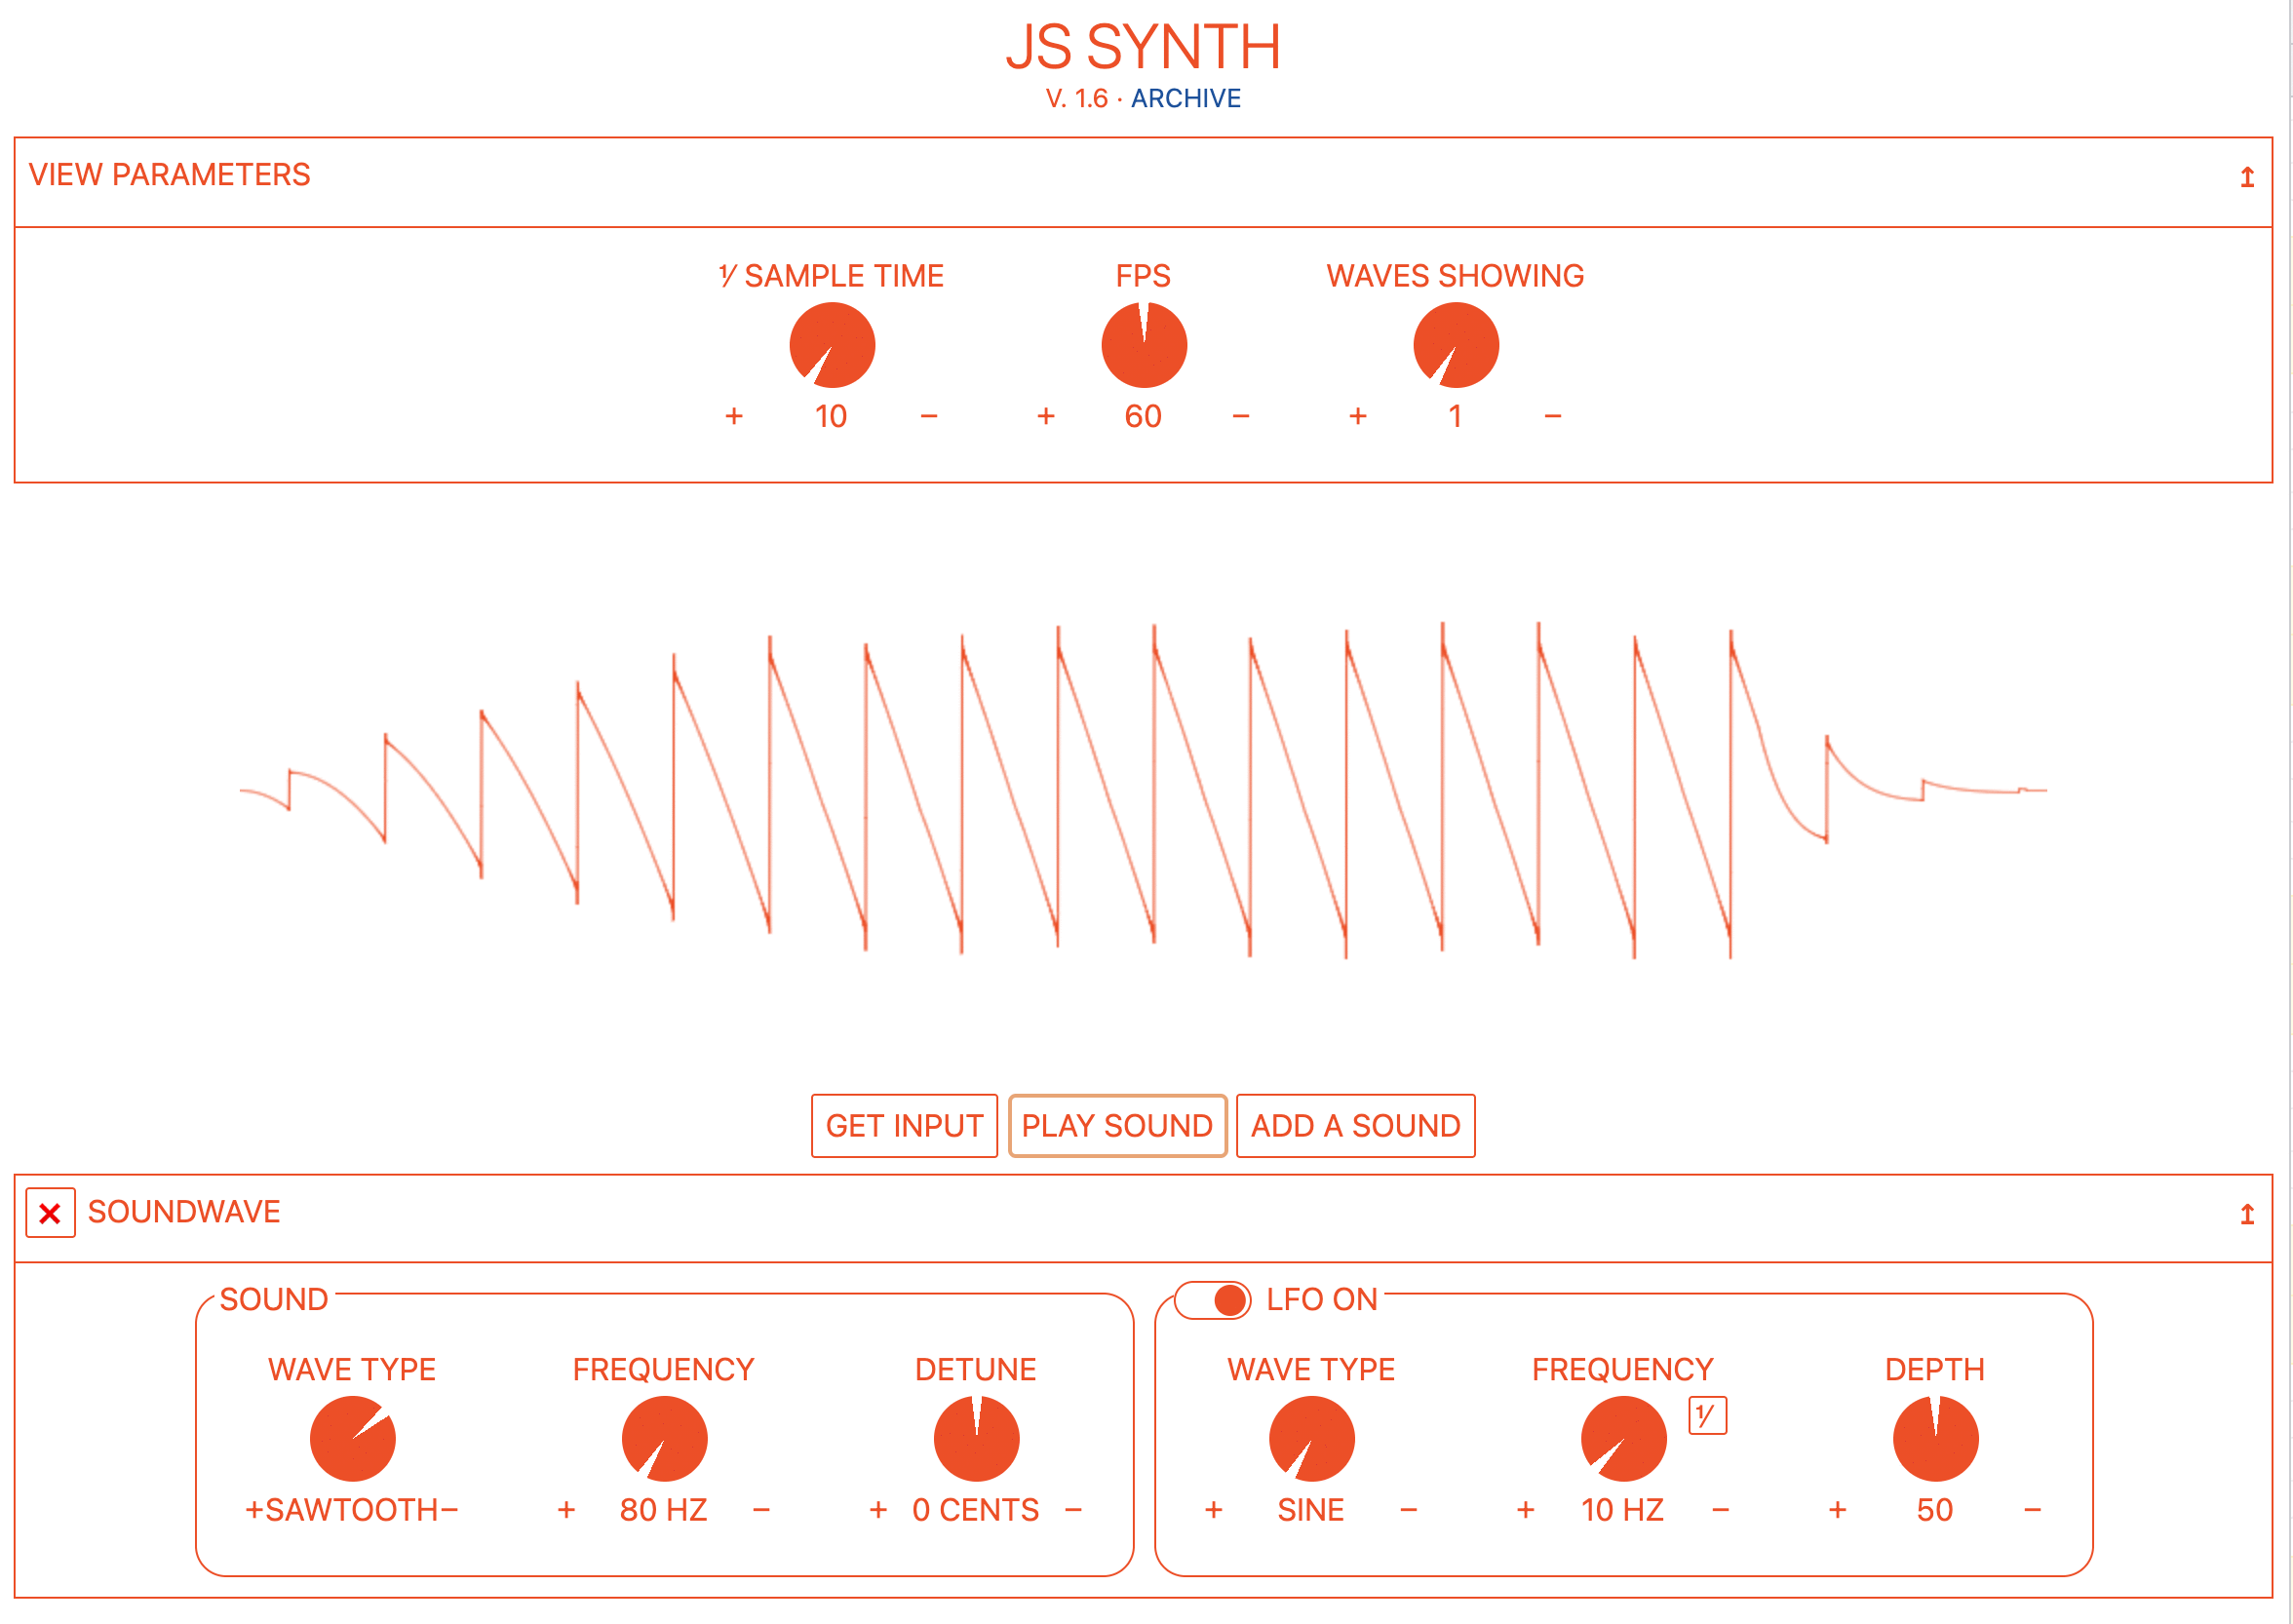 JS SYNTH
V. 1.6 · ARCHIVE
VIEW PARAMETERS ↥
⅟ SAMPLE TIME FPS WAVES SHOWING
+ 10 − + 60 − + 1 −
GET INPUT PLAY SOUND ADD A SOUND
× SOUNDWAVE ↥
SOUND LFO ON
WAVE TYPE FREQUENCY DETUNE WAVE TYPE FREQUENCY DEPTH
⅟
+SAWTOOTH− + 80 HZ − + 0 CENTS − + SINE − + 10 HZ − + 50 −